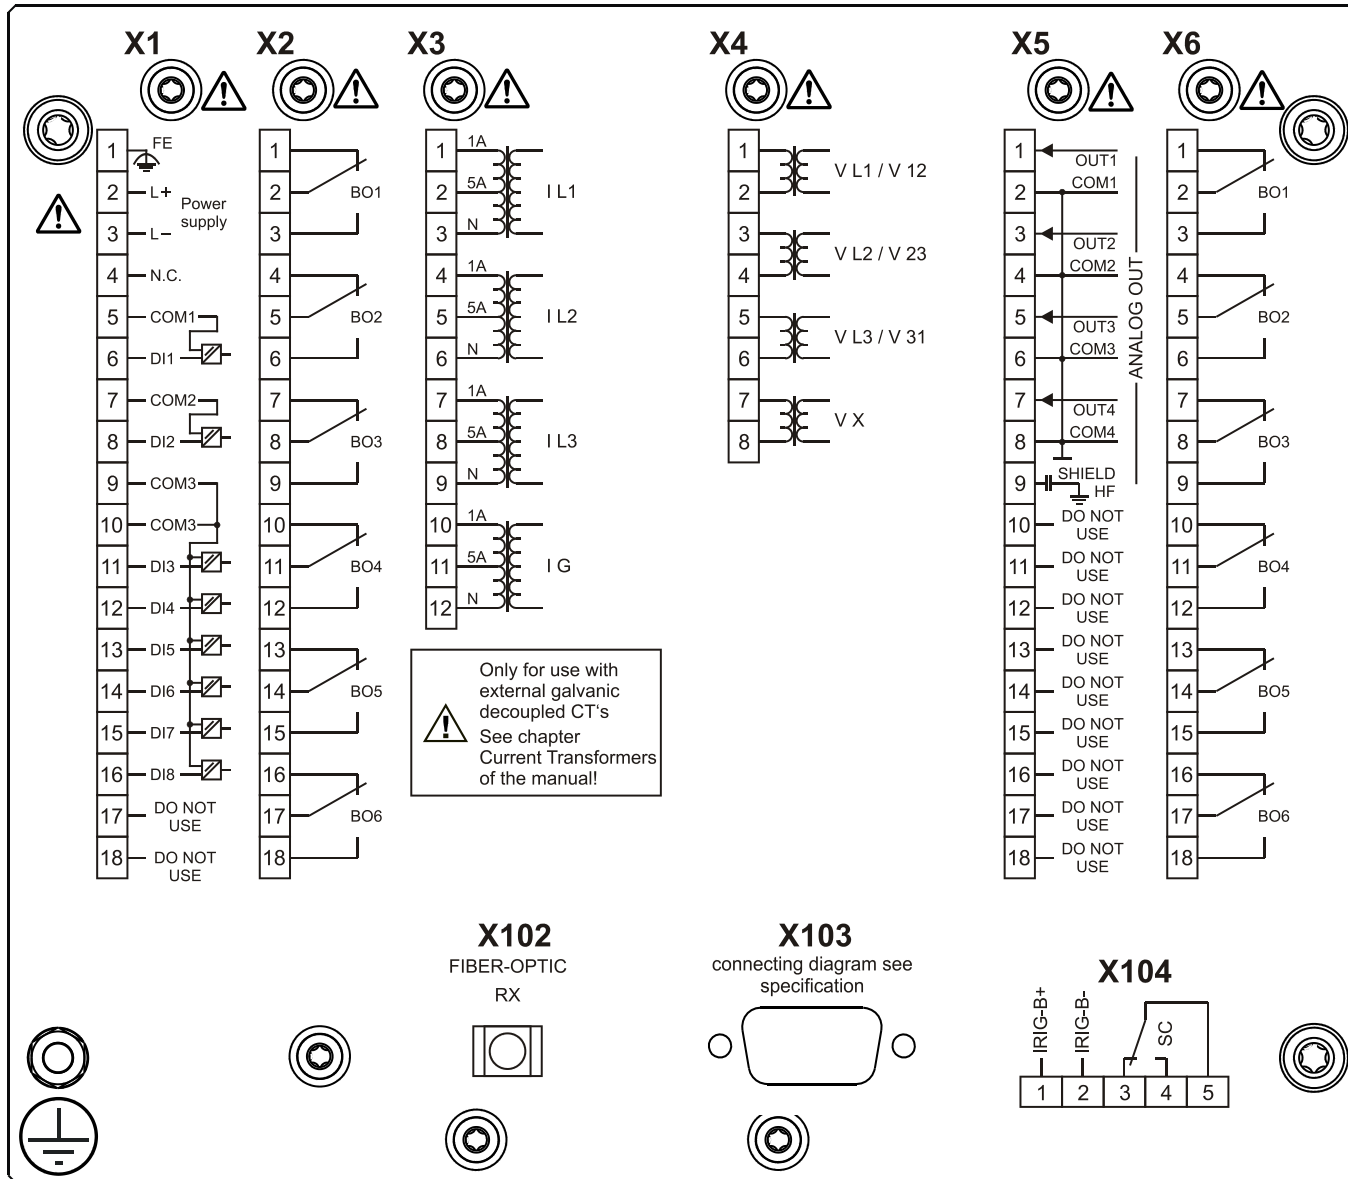 X1
1 FE
2 L+ Power
supply
3 L–
4 N.C.
5 COM1
6 DI1
7 COM2
8 DI2
9 COM3
10 COM3
11 DI3
12 DI4
13 DI5
14 DI6
15 DI7
16 DI8
17 DO NOT
USE
18 DO NOT
USE
X2
1
2 BO1
3
4
5 BO2
6
7
8 BO3
9
10
11 BO4
12
13
14 BO5
15
16
17 BO6
18
X3
1 1A
2 5A I L1
3 N
4 1A
5 5A I L2
6 N
7 1A
8 5A I L3
9 N
10 1A
11 5A I G
12 N
!
Only for use with
external galvanic
decoupled CT‘s
See chapter
Current Transformers
of the manual!
X4
1
V L1 / V 12
2
3
V L2 / V 23
4
5
V L3 / V 31
6
7
V X
8
X5
1 OUT1
2 COM1
3 OUT2
4 COM2
5 OUT3
6 COM3
7 OUT4
8 COM4
ANALOG OUT
9 SHIELD
HF
10 DO NOT
USE
11 DO NOT
USE
12 DO NOT
USE
13 DO NOT
USE
14 DO NOT
USE
15 DO NOT
USE
16 DO NOT
USE
17 DO NOT
USE
18 DO NOT
USE
X6
1
2 BO1
3
4
5 BO2
6
7
8 BO3
9
10
11 BO4
12
13
14 BO5
15
16
17 BO6
18
X102
FIBER-OPTIC
RX
X103
connecting diagram see
specification
X104
IRIG-B+
IRIG-B-
SC
1 2 3 4 5